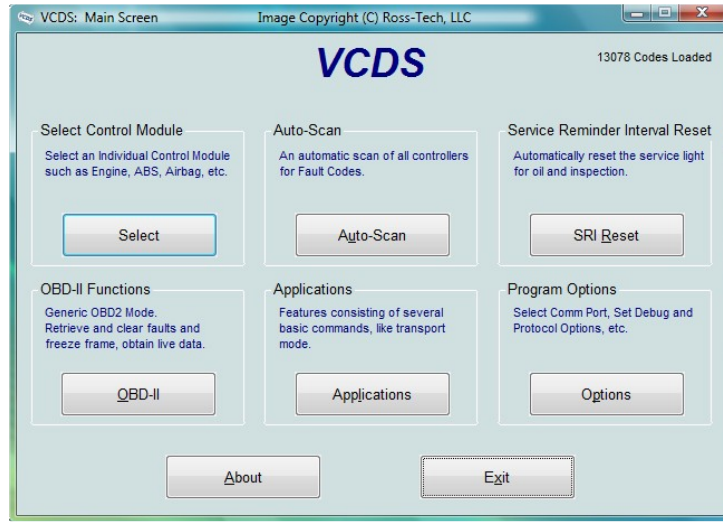 VCDS: Main Screen
Image Copyright (C) Ross-Tech, LLC
VCDS
13078 Codes Loaded
Select Control Module
Select an Individual Control Module
such as Engine, ABS, Airbag, etc.
Select
Auto-Scan
An automatic scan of all controllers
for Fault Codes.
Auto-Scan
Service Reminder Interval Reset
Automatically reset the service light
for oil and inspection.
SRI Reset
OBD-II Functions
Generic OBD2 Mode.
Retrieve and clear faults and
freeze frame, obtain live data.
OBD-II
Applications
Features consisting of several
basic commands, like transport
mode.
Applications
Program Options
Select Comm Port, Set Debug and
Protocol Options, etc.
Options
About
Exit